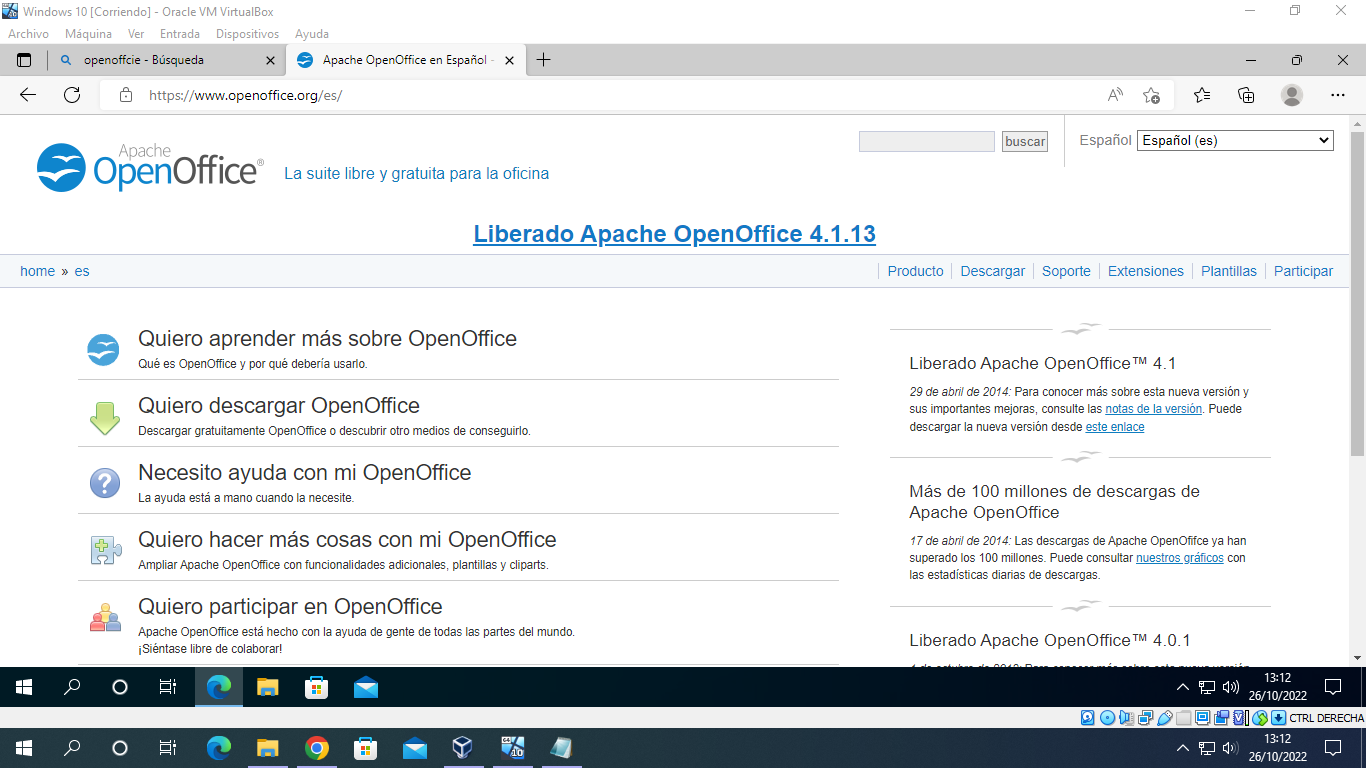 Windows 10 [Corriendo] - Oracle VM VirtualBox
Archivo Máquina Ver Entrada Dispositivos Ayuda
openoffcie - Búsqueda
Apache OpenOffice en Español -
https://www.openoffice.org/es/
Apache
OpenOffice®
La suite libre y gratuita para la oficina
buscar
Español
Español (es)
Liberado Apache OpenOffice 4.1.13
home » es
Producto Descargar Soporte Extensiones Plantillas Participar
Quiero aprender más sobre OpenOffice
Qué es OpenOffice y por qué debería usarlo.
Quiero descargar OpenOffice
Descargar gratuitamente OpenOffice o descubrir otro medios de conseguirlo.
Necesito ayuda con mi OpenOffice
La ayuda está a mano cuando la necesite.
Quiero hacer más cosas con mi OpenOffice
Ampliar Apache OpenOffice con funcionalidades adicionales, plantillas y cliparts.
Quiero participar en OpenOffice
Apache OpenOffice está hecho con la ayuda de gente de todas las partes del mundo.
¡Siéntase libre de colaborar!
Liberado Apache OpenOffice™ 4.1
29 de abril de 2014: Para conocer más sobre esta nueva versión y
sus importantes mejoras, consulte las notas de la versión. Puede
descargar la nueva versión desde este enlace
Más de 100 millones de descargas de
Apache OpenOffice
17 de abril de 2014: Las descargas de Apache OpenOfifce ya han
superado los 100 millones. Puede consultar nuestros gráficos con
las estadísticas diarias de descargas.
Liberado Apache OpenOffice™ 4.0.1
13:12
26/10/2022
CTRL DERECHA
13:12
26/10/2022